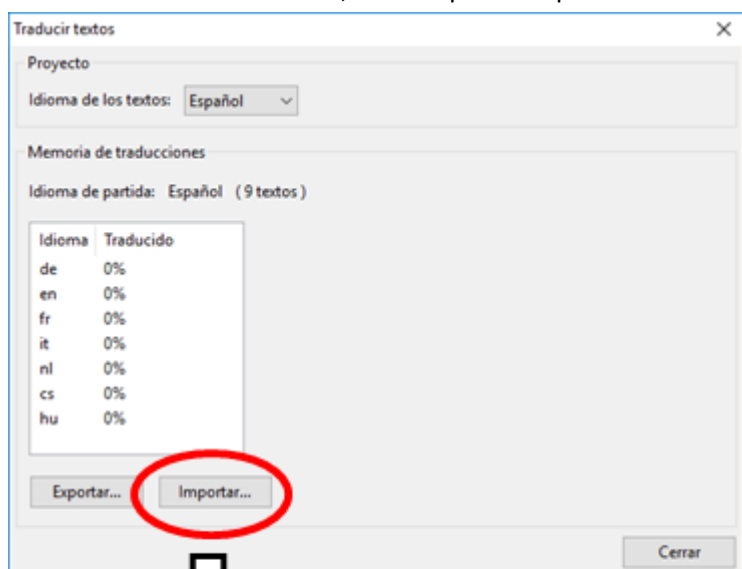 Traducir textos
Proyecto
Idioma de los textos: Español
Memoria de traducciones
Idioma de partida: Español ( 9 textos )
Idioma Traducido
de 0%
en 0%
fr 0%
it 0%
nl 0%
cs 0%
hu 0%
Exportar... Importar...
Cerrar